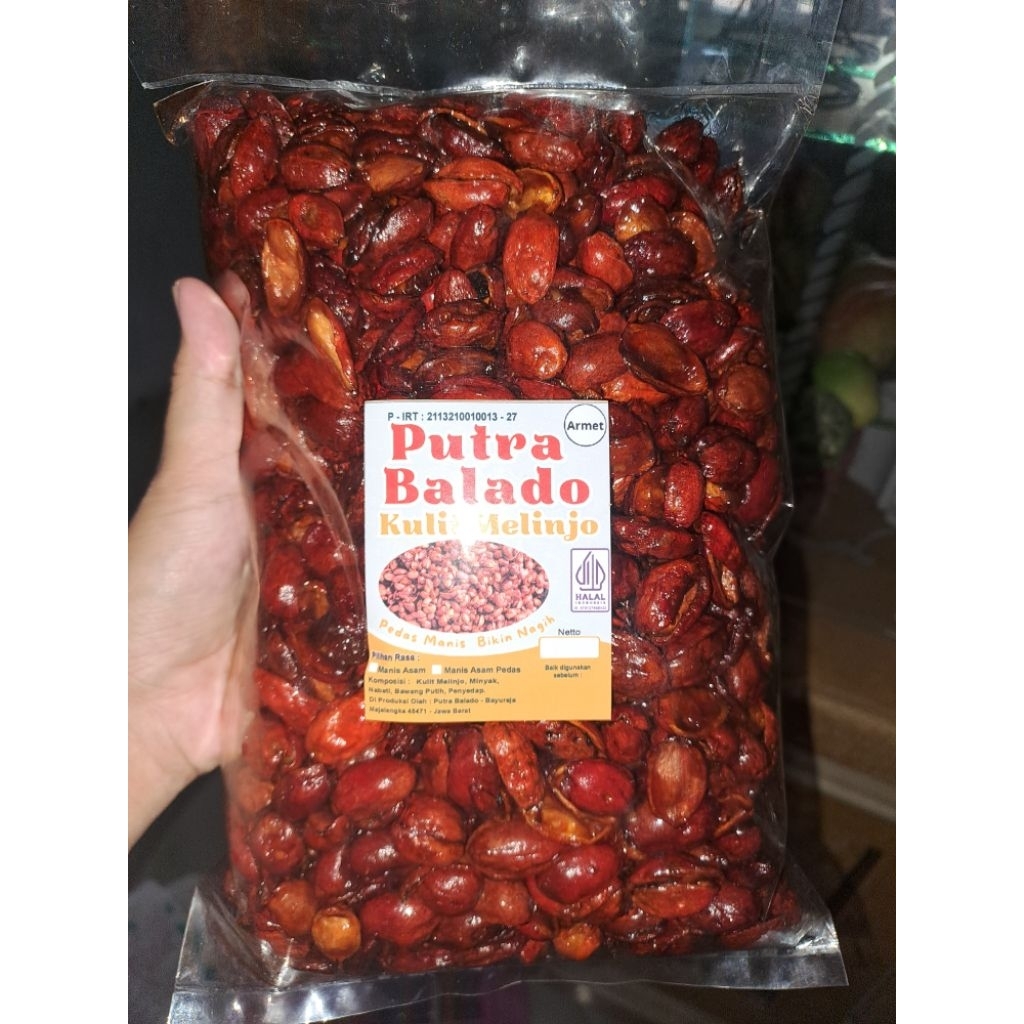 P - IRT : 2113210010013 - 27
Armet
Putra
Balado
Kulit Melinjo
HALAL
INDONESIA
Pedas Manis Bikin Nagih
Netto
Pilihan Rasa :
Manis Asam Manis Asam Pedas
Baik digunakan
sebelum :
Komposisi : Kulit Melinjo, Minyak,
Nabati, Bawang Putih, Penyedap.
Di Produksi Oleh : Putra Balado - Bayureja
Majalengka 45471 - Jawa Barat